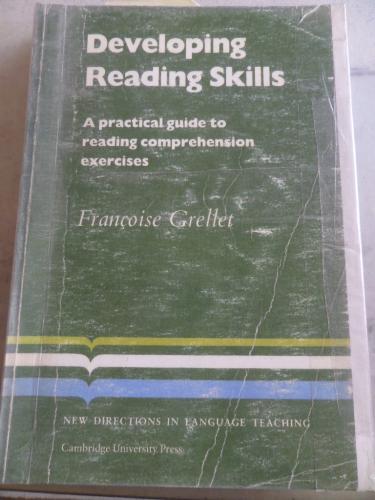 Developing
Reading Skills
A practical guide to
reading comprehension
exercises
Françoise Grellet
NEW DIRECTIONS IN LANGUAGE TEACHING
Cambridge University Press